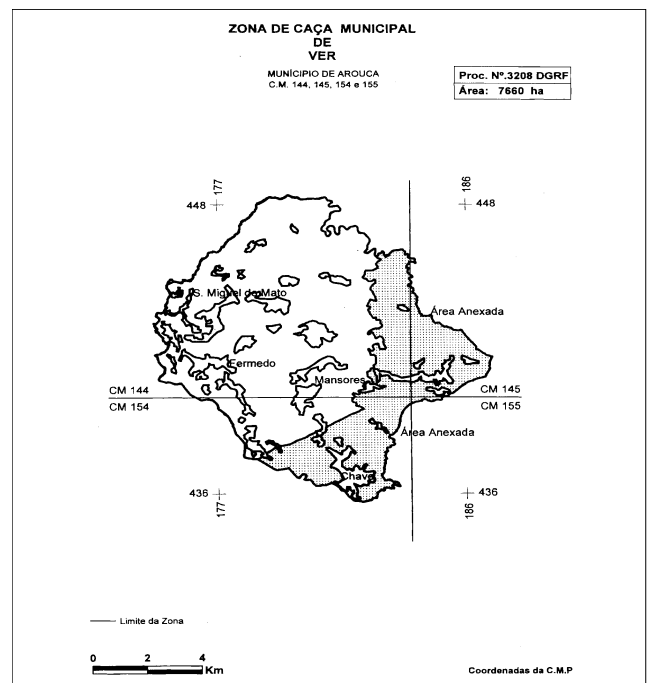 ZONA DE CAÇA MUNICIPAL
DE
VER
MUNÍCIPIO DE AROUCA
C.M. 144, 145, 154 e 155
Proc. Nº.3208 DGRF
Área: 7660 ha
177
186
448
448
S. Miguel do Mato
Área Anexada
Fermedo
Mansores
CM 144
CM 145
CM 154
CM 155
Área Anexada
Chave
436
436
177
186
Limite da Zona
0 2 4
Km
Coordenadas da C.M.P